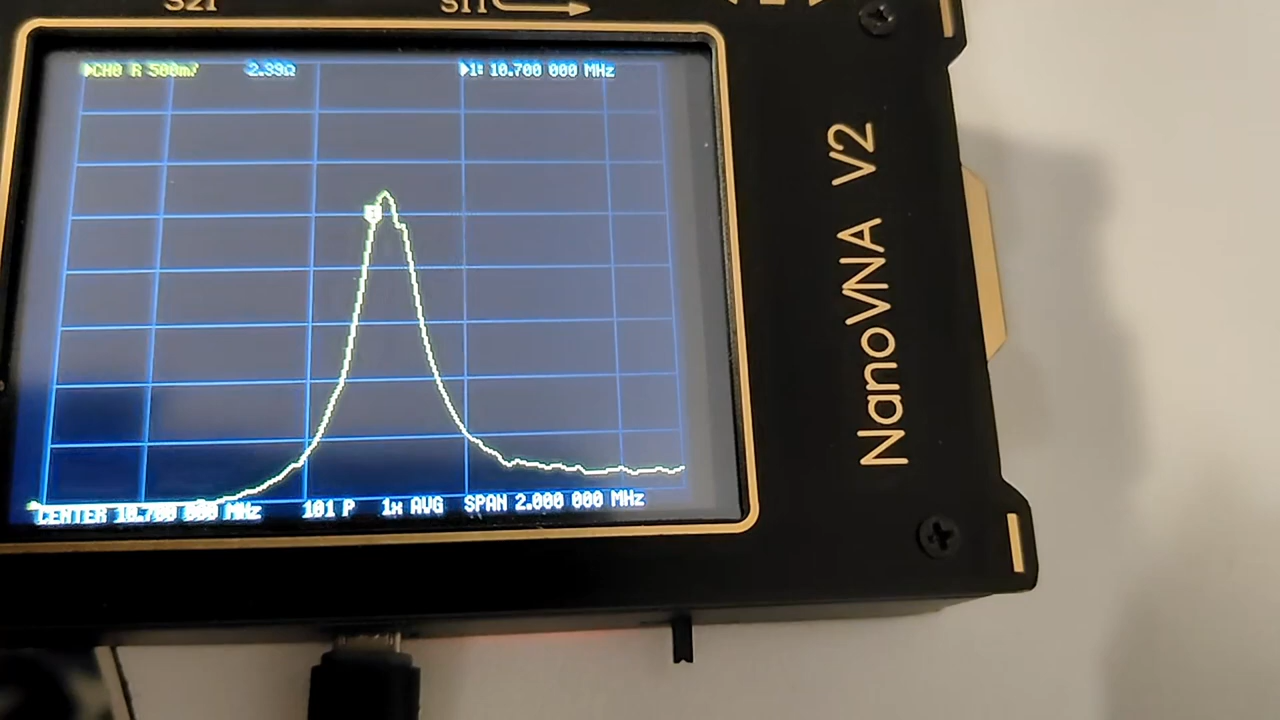 S21
S11
CH0 R 500m/ 2.39Ω
1: 10.700 000 MHz
CENTER 10.700 000 MHz 101 P 1x AVG SPAN 2.000 000 MHz
NanoVNA V2